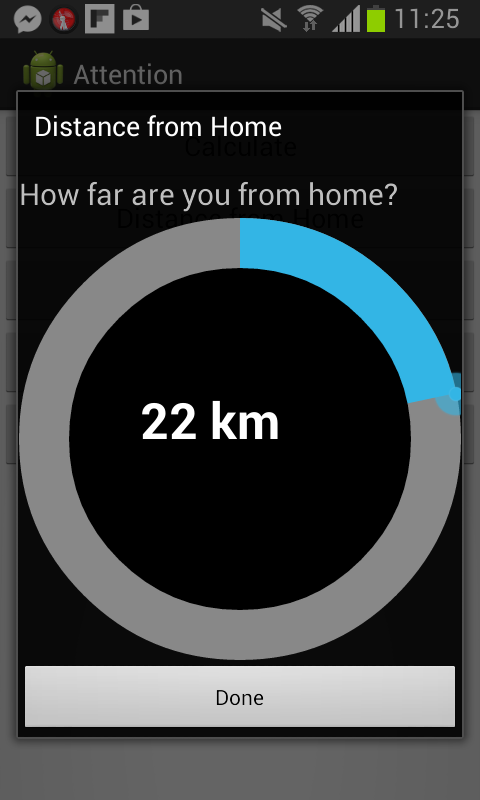 11:25
Attention
Distance from Home
Calculate
How far are you from home?
Distance from Home
22 km
Done